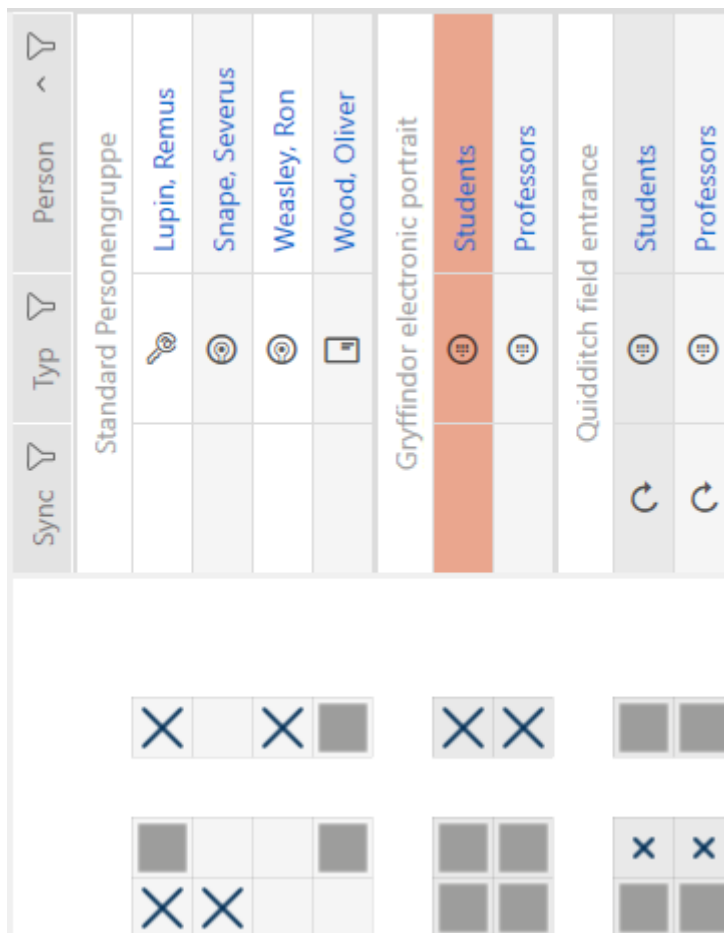 Sync Typ Person
Standard Personengruppe
Lupin, Remus
Snape, Severus
Weasley, Ron
Wood, Oliver
Gryffindor electronic portrait
Students
Professors
Quidditch field entrance
Students
Professors